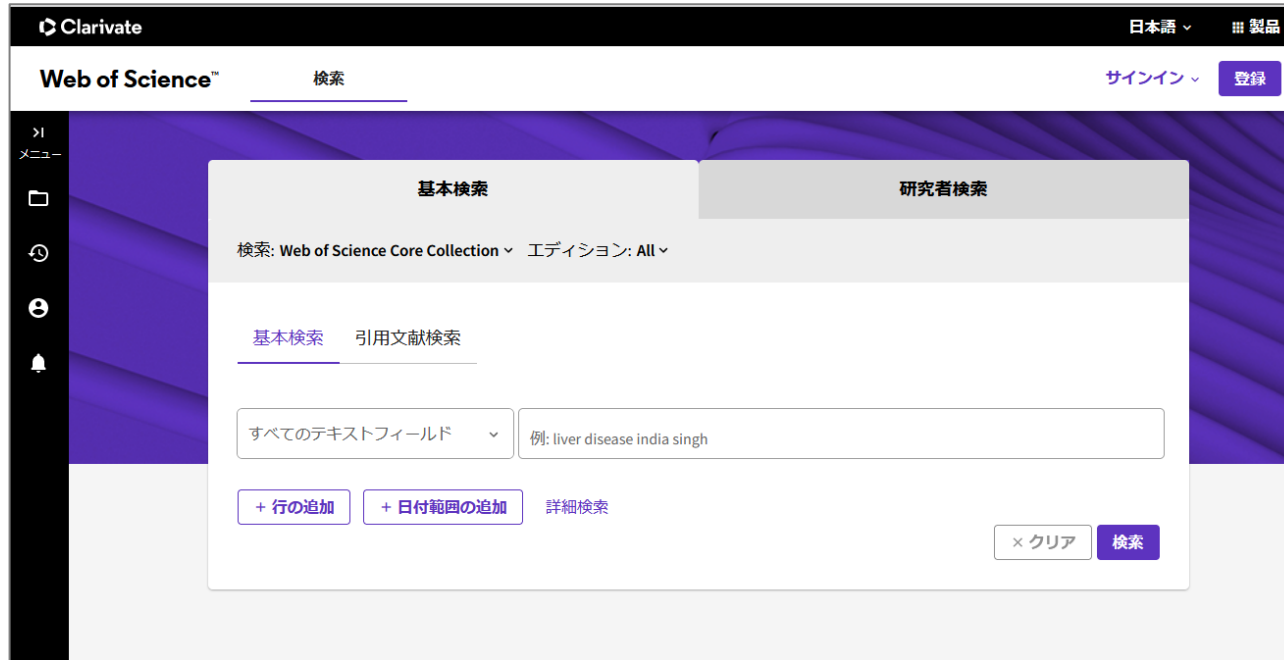 Clarivate
日本語
製品
Web of Science™
検索
サインイン
登録
メニュー
基本検索
研究者検索
検索: Web of Science Core Collection エディション: All
基本検索 引用文献検索
すべてのテキストフィールド
例: liver disease india singh
+ 行の追加
+ 日付範囲の追加
詳細検索
× クリア
検索